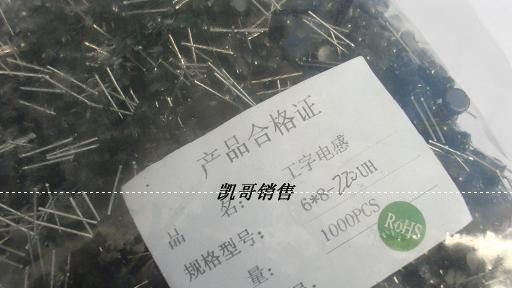 产品合格证
品 名: 工字电感
规格型号: 6*8-220UH
量: 1000PCS
RoHS
凯哥销售